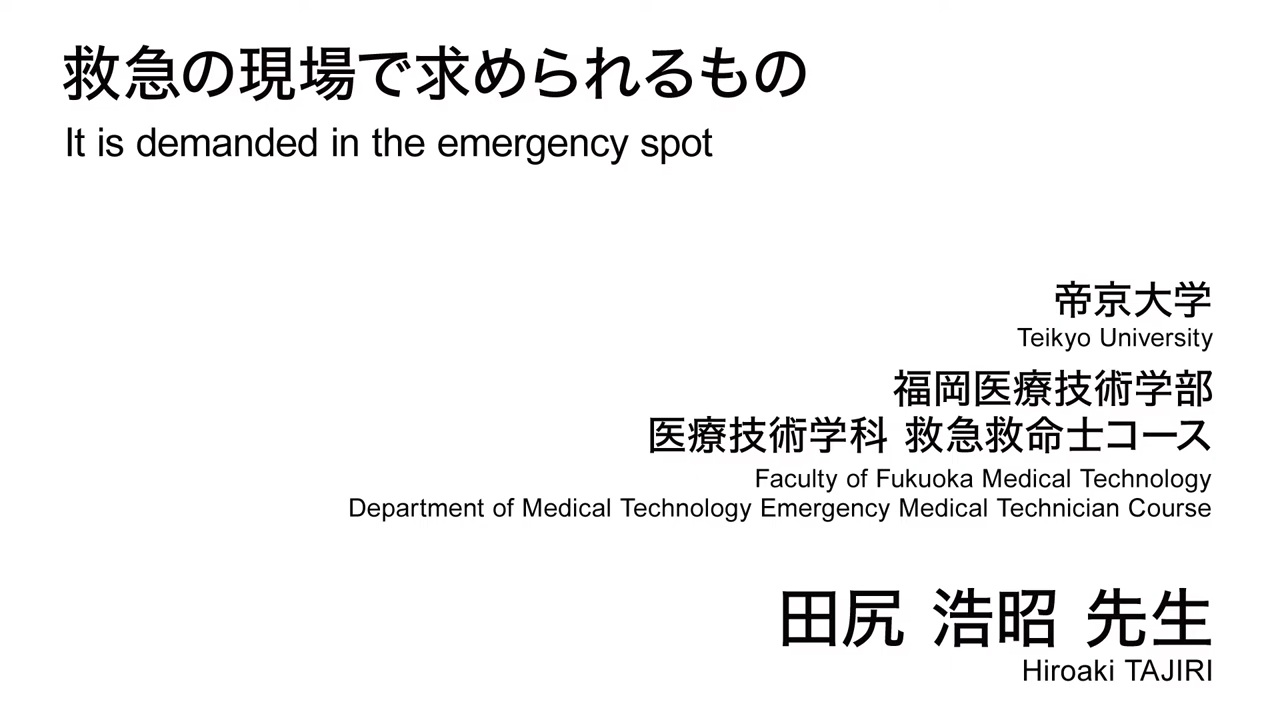 救急の現場で求められるもの
It is demanded in the emergency spot
帝京大学
Teikyo University
福岡医療技術学部
医療技術学科 救急救命士コース
Faculty of Fukuoka Medical Technology
Department of Medical Technology Emergency Medical Technician Course
田尻 浩昭 先生
Hiroaki TAJIRI